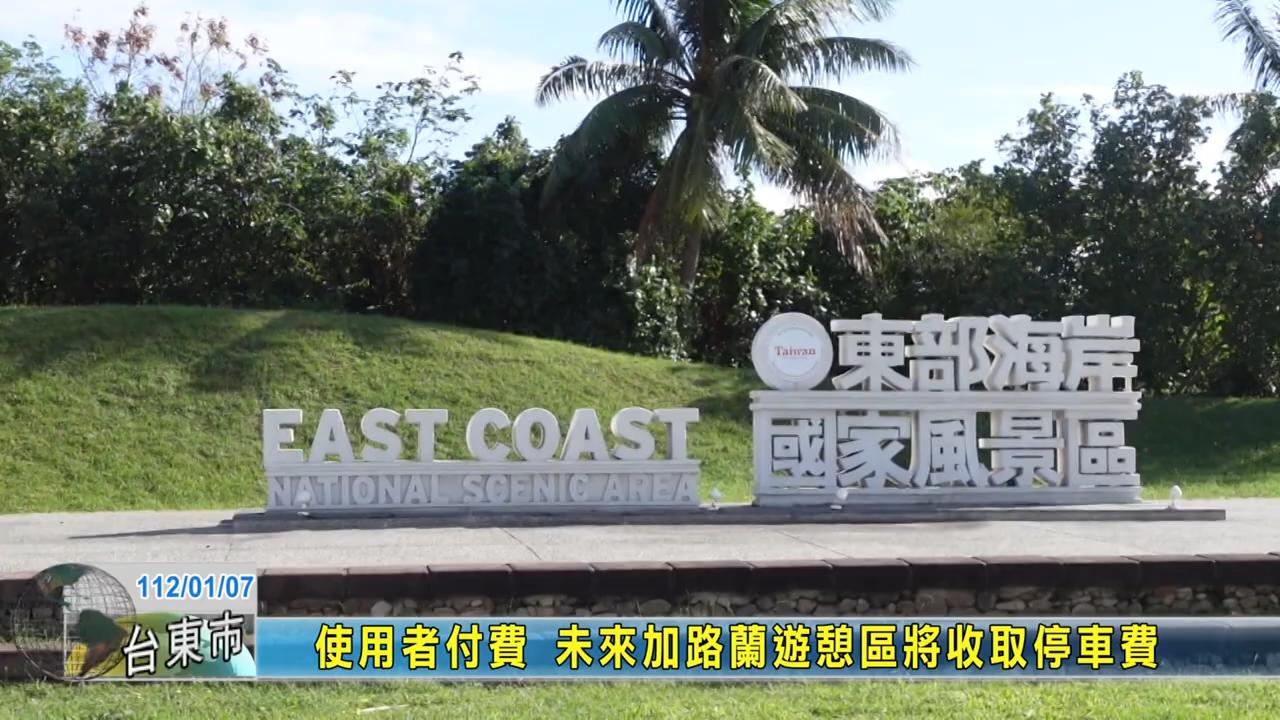 Taiwan
東部海岸
國家風景區
EAST COAST
NATIONAL SCENIC AREA
112/01/07
台東市
使用者付費 未來加路蘭遊憩區將收取停車費